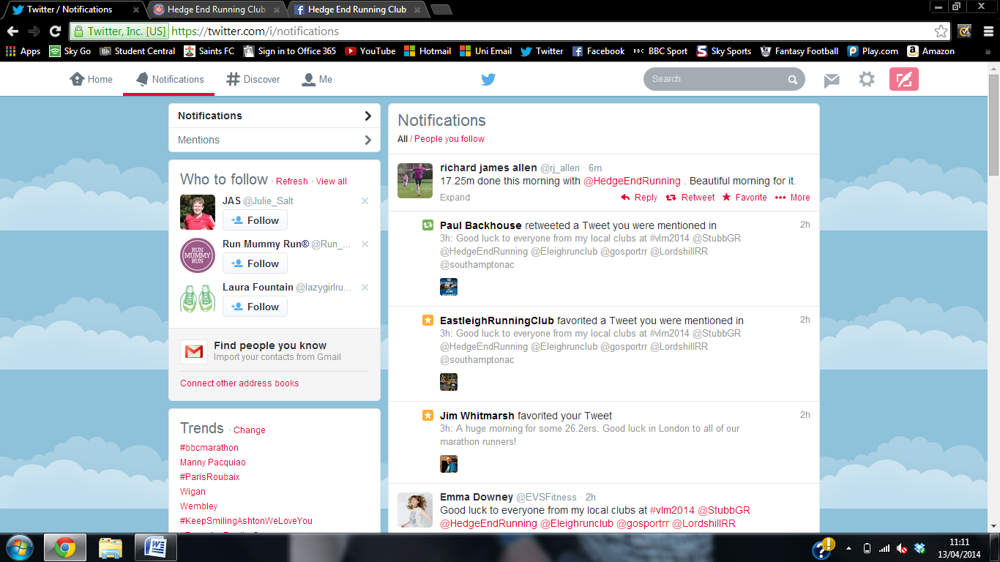 Twitter / Notifications
Hedge End Running Club
Hedge End Running Club
Twitter, Inc. [US] https://twitter.com/i/notifications
Apps Sky Go Student Central Saints FC Sign in to Office 365 YouTube Hotmail Uni Email Twitter Facebook BBC Sport Sky Sports Fantasy Football Play.com Amazon »
Home Notifications Discover Me Search
Notifications
Mentions
Who to follow · Refresh · View all
JAS @Julie_Salt
Follow
Run Mummy Run® @Run_...
RUN MUMMY RUN
Follow
Laura Fountain @lazygirlru...
Follow
Find people you know
Import your contacts from Gmail
Connect other address books
Trends · Change
#bbcmarathon
Manny Pacquiao
#ParisRoubaix
Wigan
Wembley
#KeepSmilingAshtonWeLoveYou
Notifications
All / People you follow
richard james allen @rj_allen · 6m
17.25m done this morning with @HedgeEndRunning . Beautiful morning for it.
Expand Reply Retweet Favorite More
Paul Backhouse retweeted a Tweet you were mentioned in 2h
3h: Good luck to everyone from my local clubs at #vlm2014 @StubbGR
@HedgeEndRunning @Eleighrunclub @gosportrr @LordshillRR
@southamptonac
EastleighRunningClub favorited a Tweet you were mentioned in 2h
3h: Good luck to everyone from my local clubs at #vlm2014 @StubbGR
@HedgeEndRunning @Eleighrunclub @gosportrr @LordshillRR
@southamptonac
Jim Whitmarsh favorited your Tweet 2h
3h: A huge morning for some 26.2ers. Good luck in London to all of our
marathon runners!
Emma Downey @EVSFitness · 2h
Good luck to everyone from my local clubs at #vlm2014 @StubbGR
@HedgeEndRunning @Eleighrunclub @gosportrr @LordshillRR
11:11
13/04/2014